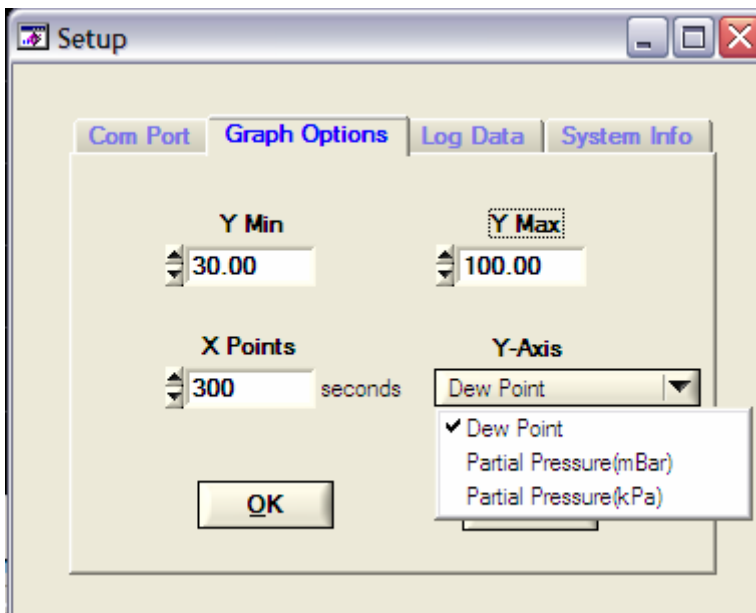 Setup
Com Port Graph Options Log Data System Info
Y Min Y Max
30.00 100.00
X Points Y-Axis
300 seconds Dew Point
Dew Point
Partial Pressure(mBar)
Partial Pressure(kPa)
OK